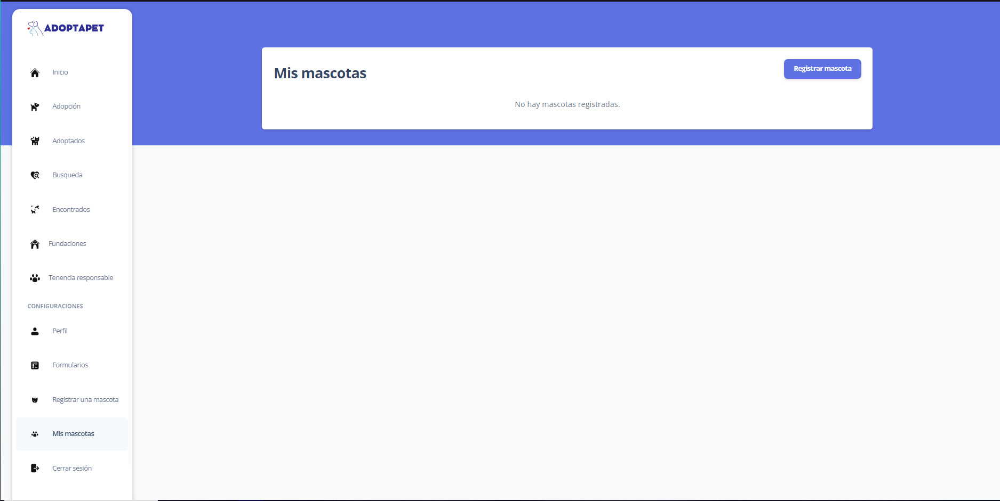 ADOPTAPET
Inicio
Adopción
Adoptados
Busqueda
Encontrados
Fundaciones
Tenencia responsable
CONFIGURACIONES
Perfil
Formularios
Registrar una mascota
Mis mascotas
Cerrar sesión
Mis mascotas
Registrar mascota
No hay mascotas registradas.